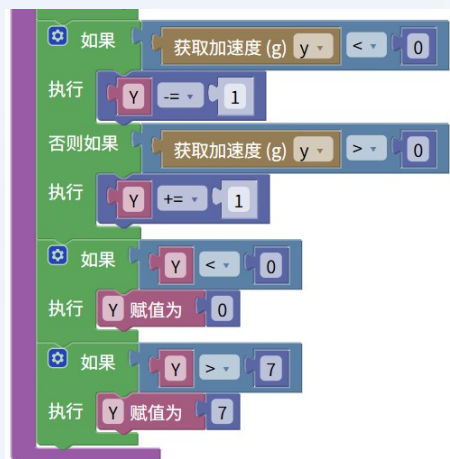 如果 获取加速度 (g) y < 0
执行 Y -= 1
否则如果 获取加速度 (g) y > 0
执行 Y += 1
如果 Y < 0
执行 Y 赋值为 0
如果 Y > 7
执行 Y 赋值为 7